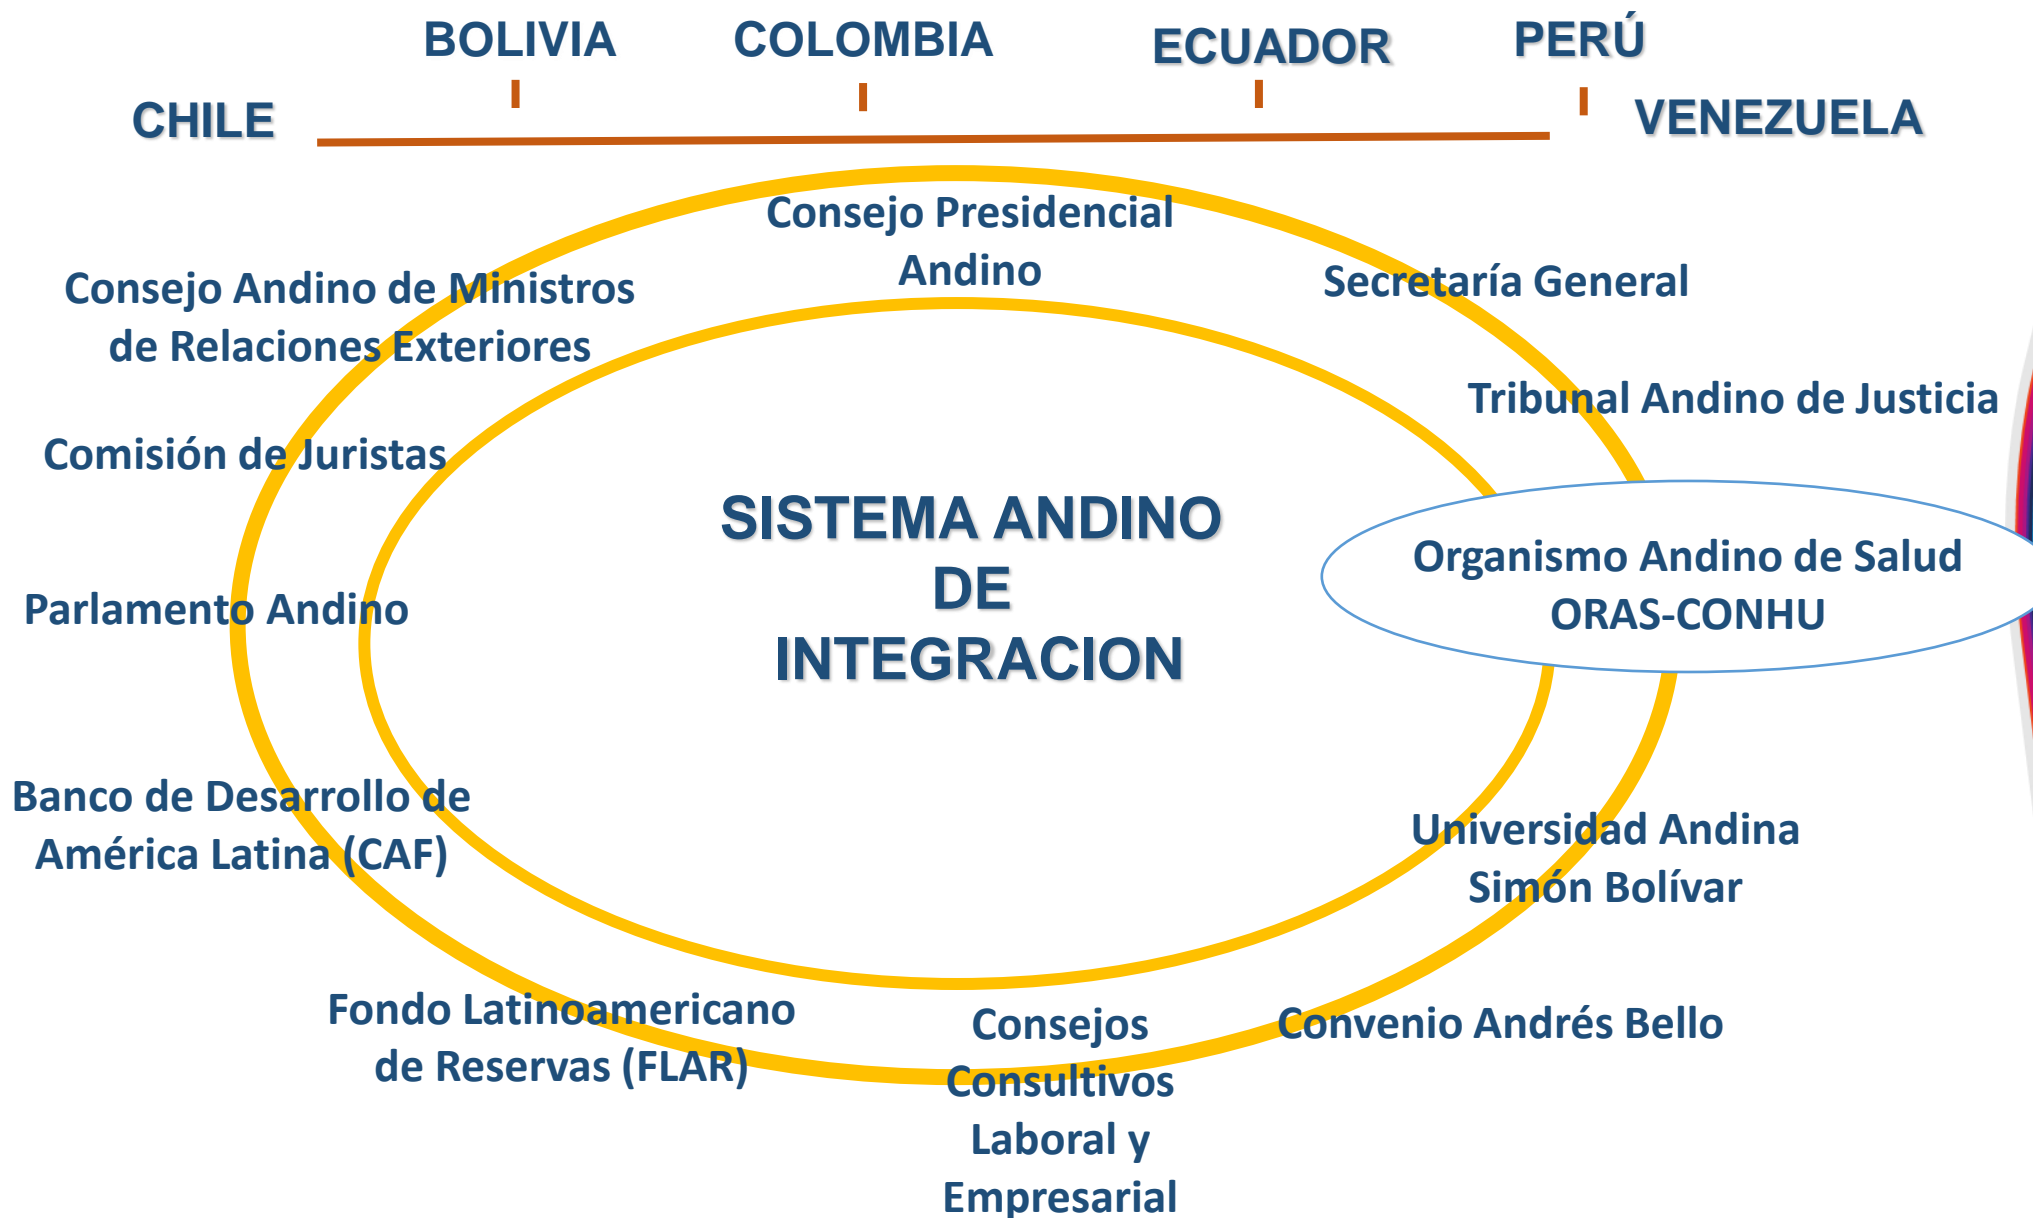 BOLIVIA
COLOMBIA
ECUADOR
PERÚ
CHILE
VENEZUELA
Consejo Presidencial
Andino
Secretaría General
Consejo Andino de Ministros
de Relaciones Exteriores
Tribunal Andino de Justicia
Comisión de Juristas
SISTEMA ANDINO
DE
INTEGRACION
Organismo Andino de Salud
ORAS-CONHU
Parlamento Andino
Banco de Desarrollo de
América Latina (CAF)
Universidad Andina
Simón Bolívar
Fondo Latinoamericano
de Reservas (FLAR)
Consejos
Consultivos
Laboral y
Empresarial
Convenio Andrés Bello